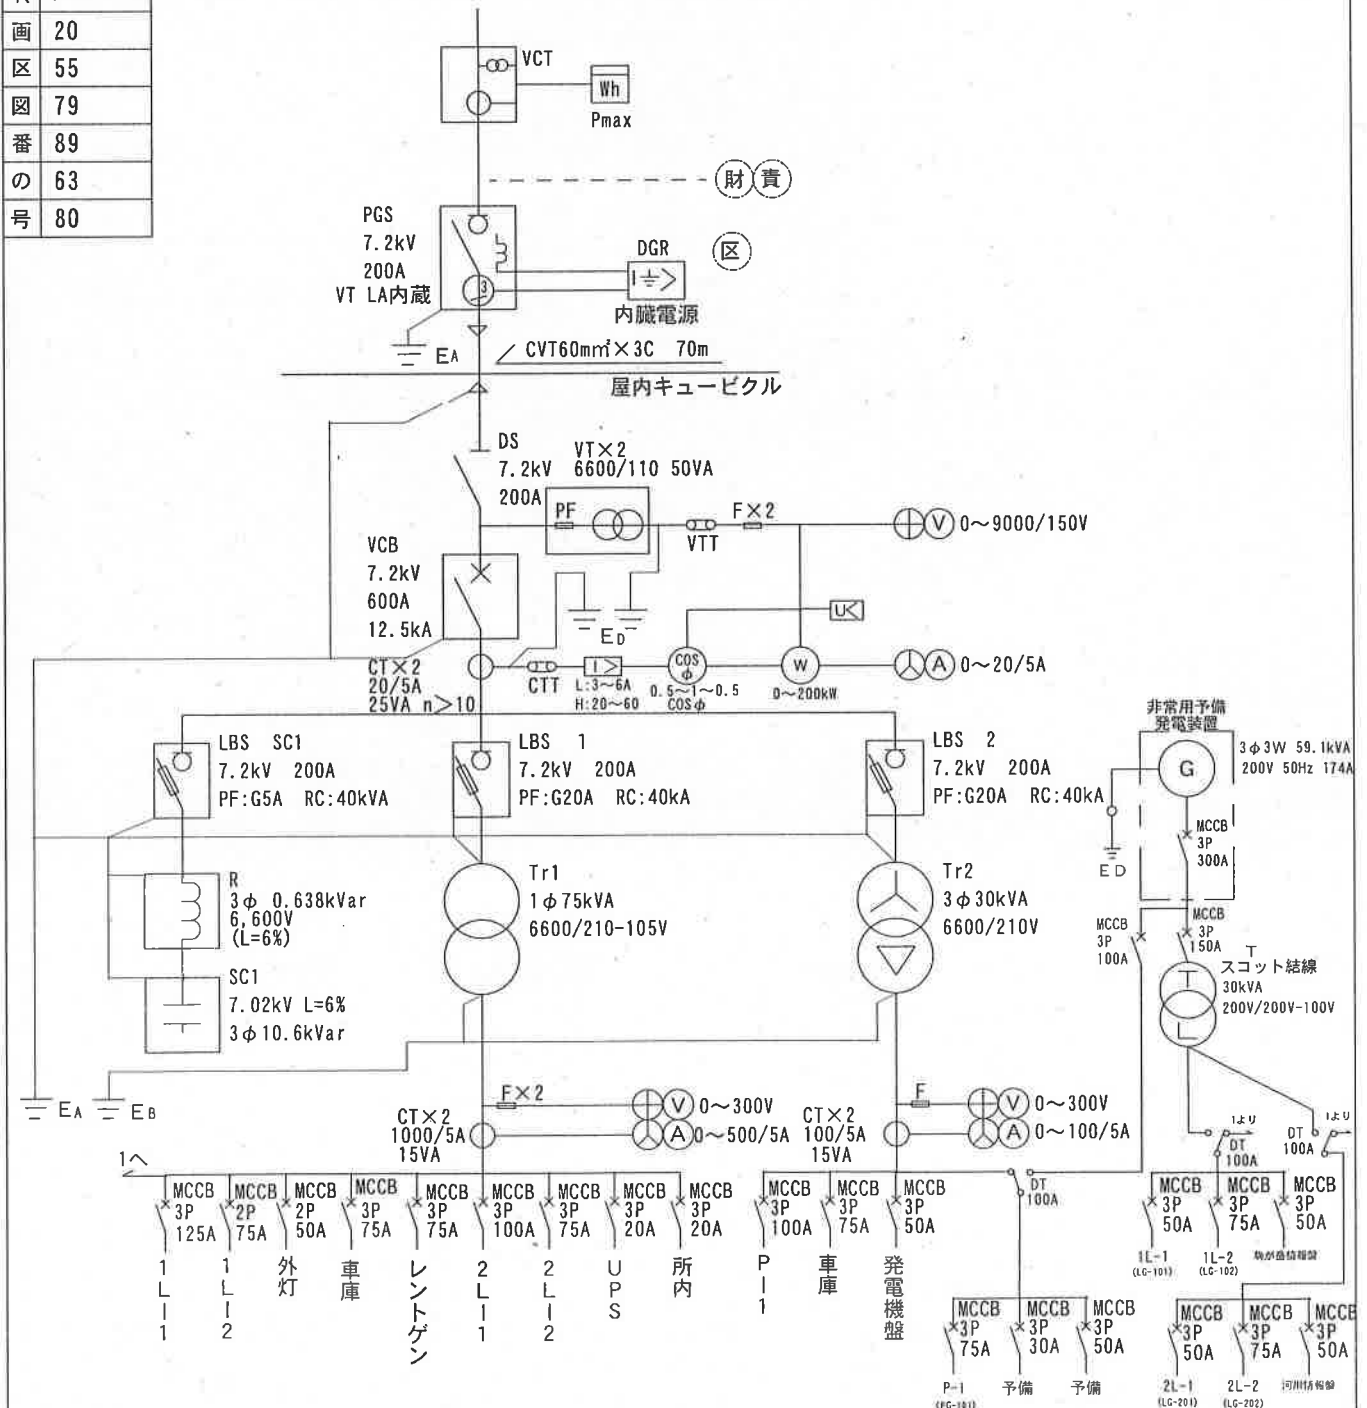 画 20
区 55
図 79
番 89
の 63
号 80
VCT
Wh
Pmax
財 責
PGS
7.2kV
200A
VT LA内蔵
DGR
I
内臓電源
区
EA
CVT60mm²×3C 70m
屋内キュービクル
DS
7.2kV
200A
VT×2
6600/110 50VA
PF
VTT
F×2
V
0～9000/150V
VCB
7.2kV
600A
12.5kA
ED
U<
CT×2
20/5A
25VA n>10
CTT
I>
L:3～6A
H:20～60
COS
φ
0.5～1～0.5
COSφ
W
0～200kW
A
0～20/5A
LBS SC1
7.2kV 200A
PF:G5A RC:40kVA
LBS 1
7.2kV 200A
PF:G20A RC:40kA
LBS 2
7.2kV 200A
PF:G20A RC:40kA
非常用予備
発電装置
G
3φ3W 59.1kVA
200V 50Hz 174A
MCCB
3P
300A
ED
R
3φ 0.638kVar
6,600V
(L=6%)
SC1
7.02kV L=6%
3φ10.6kVar
Tr1
1φ75kVA
6600/210-105V
Tr2
3φ30kVA
6600/210V
MCCB
3P
100A
MCCB
3P
150A
T
スコット結線
30kVA
200V/200V-100V
EA
EB
F×2
V
0～300V
CT×2
1000/5A
15VA
A
0～500/5A
F
V
0～300V
CT×2
100/5A
15VA
A
0～100/5A
1より
DT
100A
1より
DT
100A
1へ
MCCB
3P
125A
1L-1
MCCB
2P
75A
1L-2
MCCB
2P
50A
外灯
MCCB
3P
75A
車庫
MCCB
3P
75A
レントゲン
MCCB
3P
100A
2L-1
MCCB
3P
75A
2L-2
MCCB
3P
20A
UPS
MCCB
3P
20A
所内
MCCB
3P
100A
P-1
MCCB
3P
75A
車庫
MCCB
3P
50A
発電機盤
DT
100A
MCCB
3P
50A
1L-1
(LG-101)
MCCB
3P
75A
1L-2
(LG-102)
MCCB
3P
50A
MCCB
3P
75A
P-1
MCCB
3P
30A
予備
MCCB
3P
50A
予備
MCCB
3P
50A
2L-1
(LG-201)
MCCB
3P
75A
2L-2
(LG-202)
MCCB
3P
50A
河川情報盤